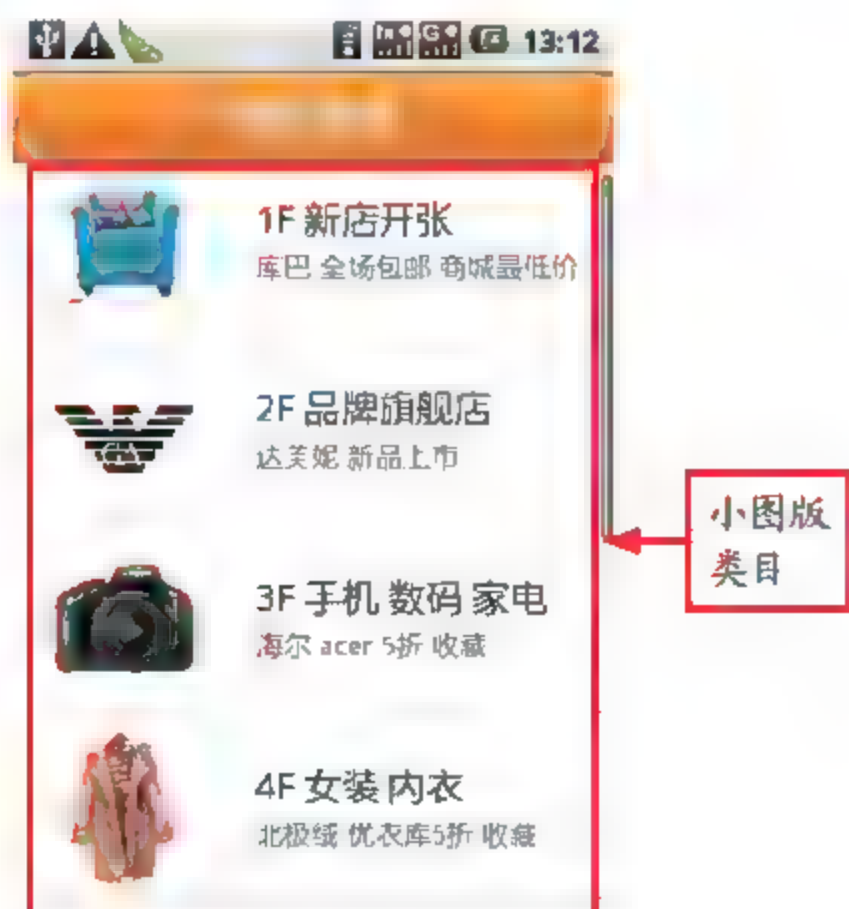 13:12
1F 新店开张
库巴 全场包邮 商城最低价
2F 品牌旗舰店
达芙妮 新品上市
3F 手机 数码 家电
海尔 acer 5折 收藏
4F 女装 内衣
北极绒 优衣库5折 收藏
小图版
类目